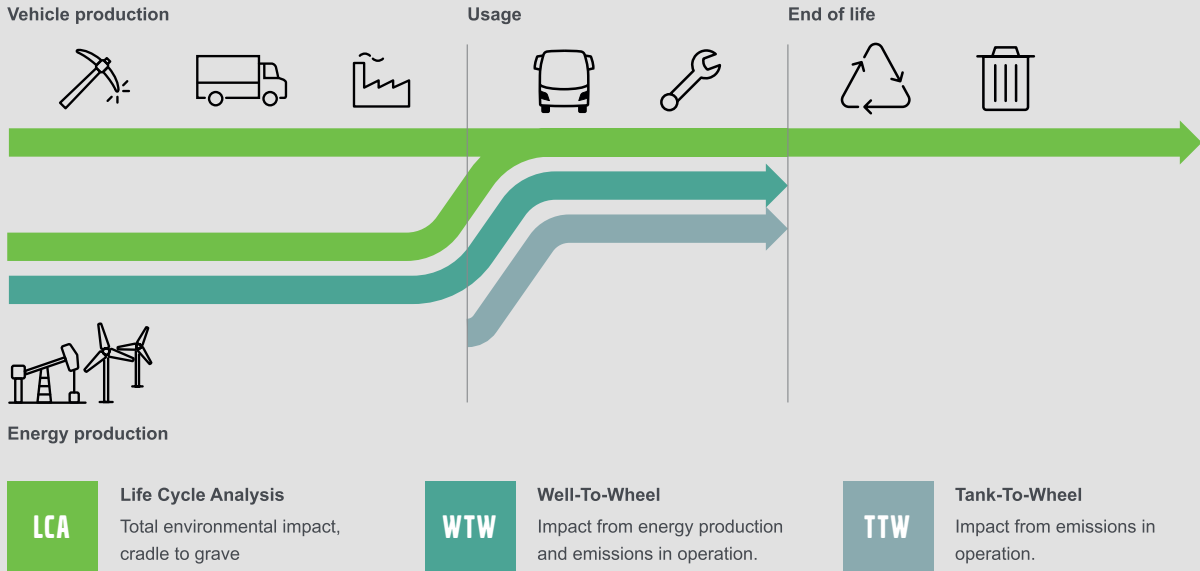 Vehicle production
Usage
End of life
Energy production
LCA
Life Cycle Analysis
Total environmental impact,
cradle to grave
WTW
Well-To-Wheel
Impact from energy production
and emissions in operation.
TTW
Tank-To-Wheel
Impact from emissions in
operation.